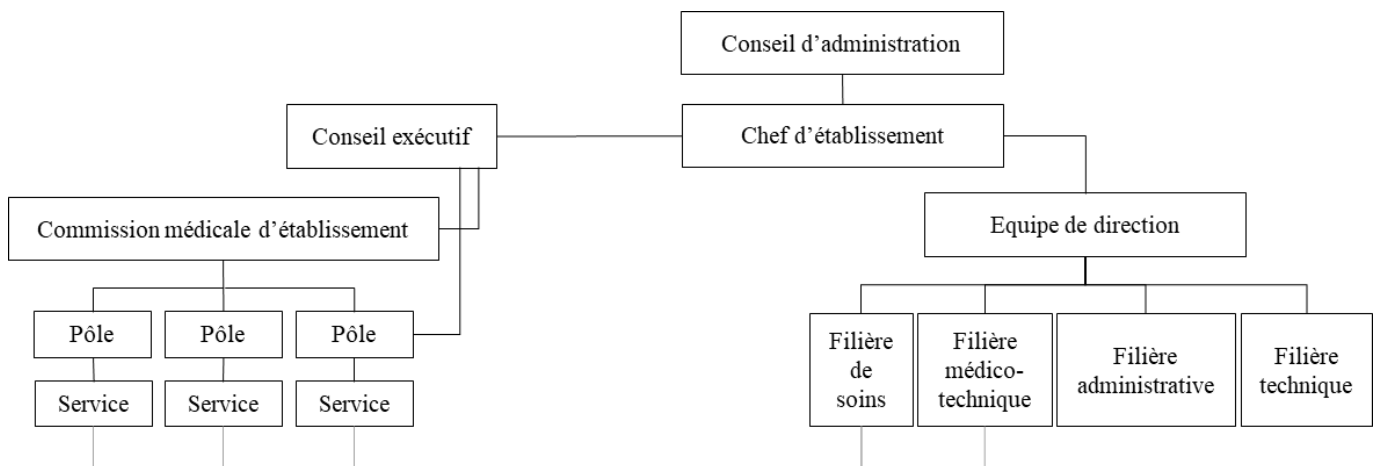 Conseil d’administration
Conseil exécutif
Chef d’établissement
Commission médicale d’établissement
Equipe de direction
Pôle
Pôle
Pôle
Service
Service
Service
Filière
de
soins
Filière
médico-
technique
Filière
administrative
Filière
technique